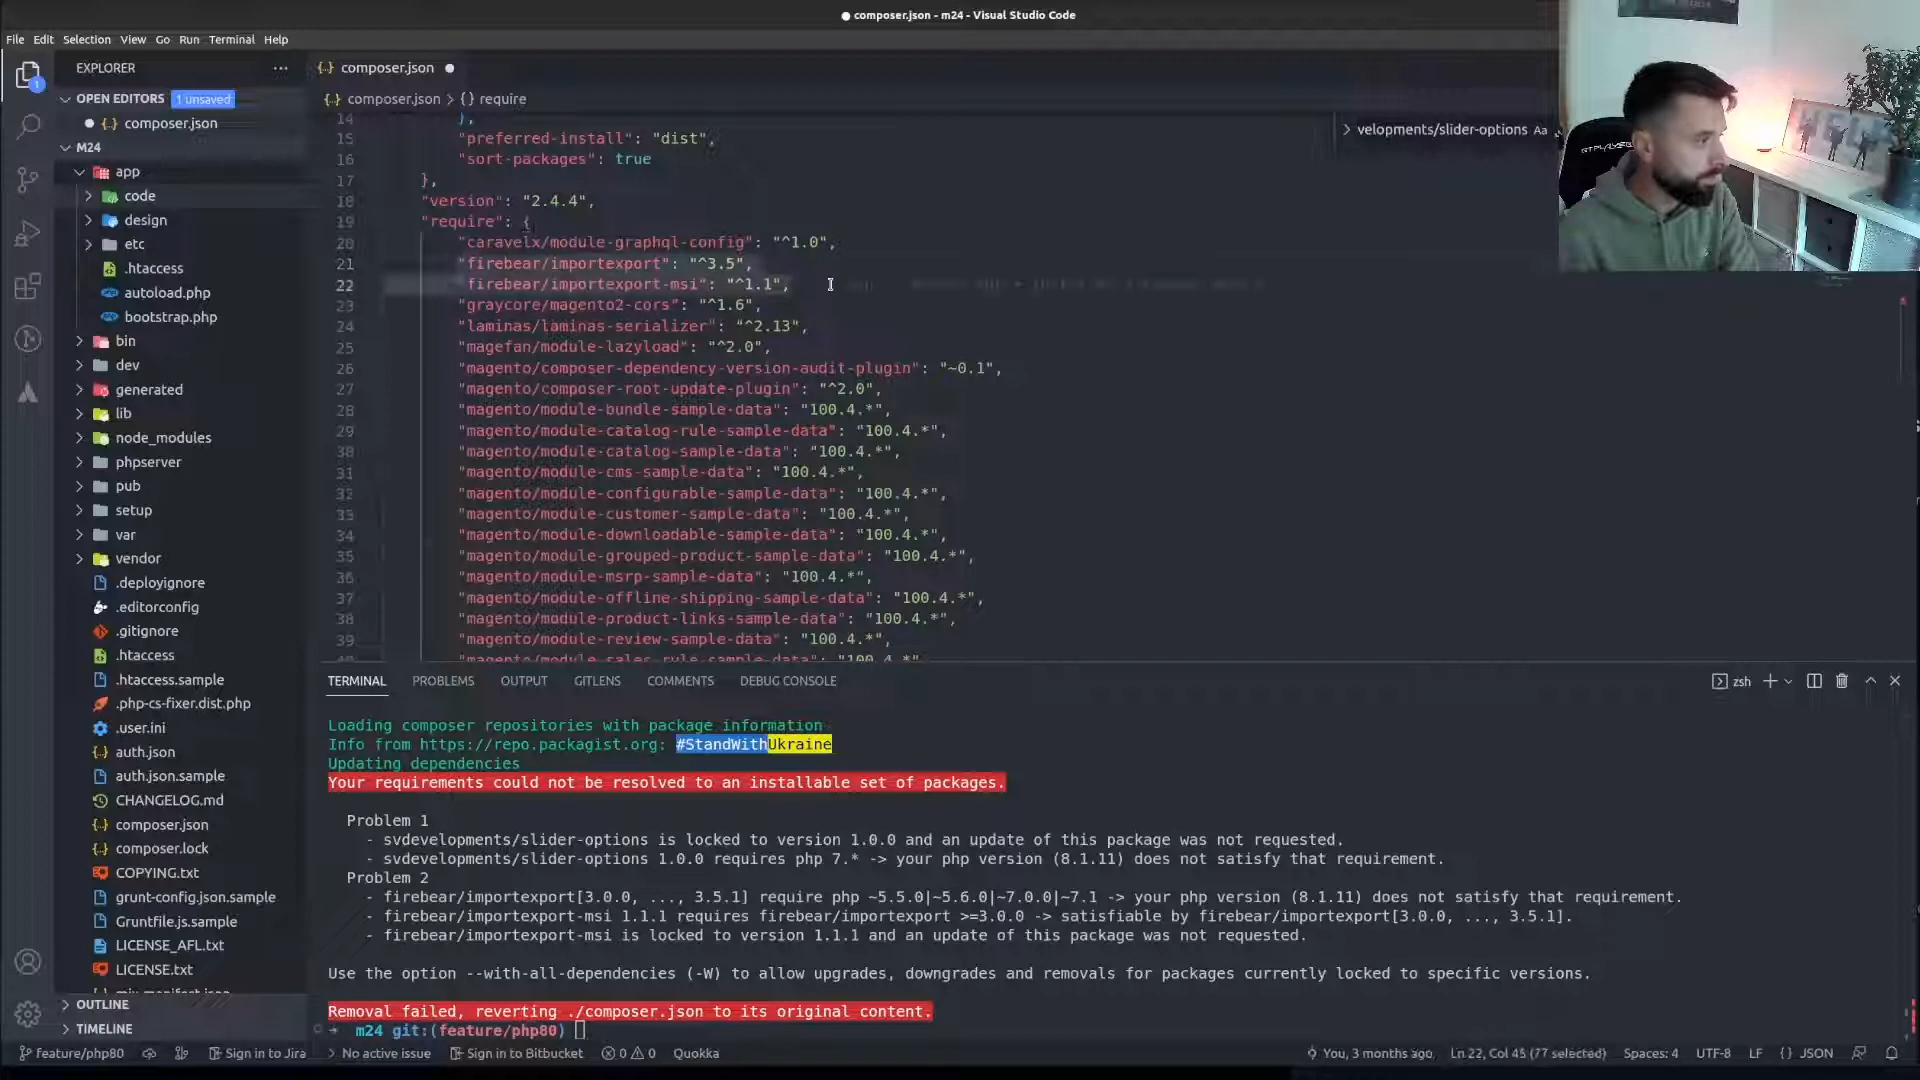 ● composer.json - m24 - Visual Studio Code
File Edit Selection View Go Run Terminal Help
EXPLORER
OPEN EDITORS 1 unsaved
composer.json
M24
app
code
design
etc
.htaccess
autoload.php
bootstrap.php
bin
dev
generated
lib
node_modules
phpserver
pub
setup
var
vendor
.deployignore
.editorconfig
.gitignore
.htaccess
.htaccess.sample
.php-cs-fixer.dist.php
.user.ini
auth.json
auth.json.sample
CHANGELOG.md
composer.json
composer.lock
COPYING.txt
grunt-config.json.sample
Gruntfile.js.sample
LICENSE_AFL.txt
LICENSE.txt
OUTLINE
TIMELINE
composer.json
composer.json > {} require
velopments/slider-options Aa
14 },
15 "preferred-install": "dist",
16 "sort-packages": true
17 },
18 "version": "2.4.4",
19 "require": {
20 "caravelx/module-graphql-config": "^1.0",
21 "firebear/importexport": "^3.5",
22 "firebear/importexport-msi": "^1.1",
23 "graycore/magento2-cors": "^1.6",
24 "laminas/laminas-serializer": "^2.13",
25 "magefan/module-lazyload": "^2.0",
26 "magento/composer-dependency-version-audit-plugin": "~0.1",
27 "magento/composer-root-update-plugin": "^2.0",
28 "magento/module-bundle-sample-data": "100.4.*",
29 "magento/module-catalog-rule-sample-data": "100.4.*",
30 "magento/module-catalog-sample-data": "100.4.*",
31 "magento/module-cms-sample-data": "100.4.*",
32 "magento/module-configurable-sample-data": "100.4.*",
33 "magento/module-customer-sample-data": "100.4.*",
34 "magento/module-downloadable-sample-data": "100.4.*",
35 "magento/module-grouped-product-sample-data": "100.4.*",
36 "magento/module-msrp-sample-data": "100.4.*",
37 "magento/module-offline-shipping-sample-data": "100.4.*",
38 "magento/module-product-links-sample-data": "100.4.*",
39 "magento/module-review-sample-data": "100.4.*",
TERMINAL PROBLEMS OUTPUT GITLENS COMMENTS DEBUG CONSOLE
zsh
Loading composer repositories with package information
Info from https://repo.packagist.org: #StandWithUkraine
Updating dependencies
Your requirements could not be resolved to an installable set of packages.
Problem 1
- svdevelopments/slider-options is locked to version 1.0.0 and an update of this package was not requested.
- svdevelopments/slider-options 1.0.0 requires php 7.* -> your php version (8.1.11) does not satisfy that requirement.
Problem 2
- firebear/importexport[3.0.0, ..., 3.5.1] require php ~5.5.0|~5.6.0|~7.0.0|~7.1 -> your php version (8.1.11) does not satisfy that requirement.
- firebear/importexport-msi 1.1.1 requires firebear/importexport >=3.0.0 -> satisfiable by firebear/importexport[3.0.0, ..., 3.5.1].
- firebear/importexport-msi is locked to version 1.1.1 and an update of this package was not requested.
Use the option --with-all-dependencies (-W) to allow upgrades, downgrades and removals for packages currently locked to specific versions.
Removal failed, reverting ./composer.json to its original content.
→ m24 git:(feature/php80)
feature/php80 Sign in to Jira No active issue Sign in to Bitbucket 0 0 Quokka You, 3 months ago Ln 22, Col 45 (77 selected) Spaces: 4 UTF-8 LF {} JSON